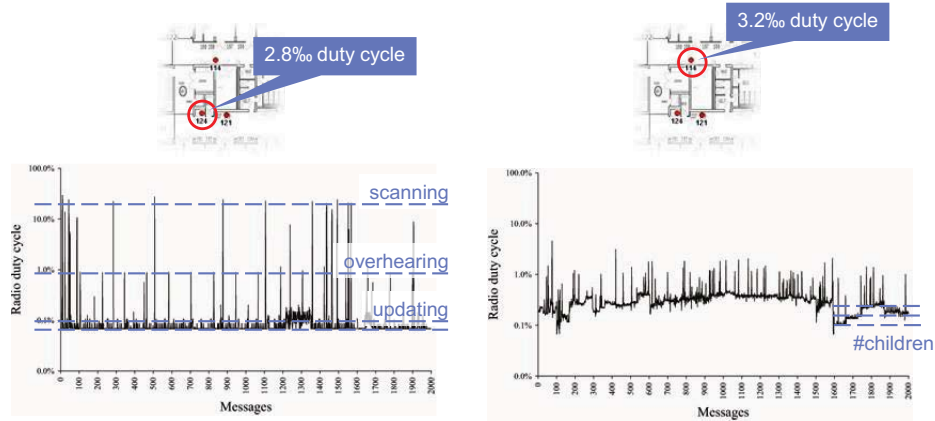 2.8‰ duty cycle
114
124
121
3.2‰ duty cycle
114
124
121
Radio duty cycle
100.0%
10.0%
1.0%
0.1%
0.0%
scanning
overhearing
updating
0 100 200 300 400 500 600 700 800 900 1000 1100 1200 1300 1400 1500 1600 1700 1800 1900 2000
Messages
Radio duty cycle
100.0%
10.0%
1.0%
0.1%
0.0%
#children
0 100 200 300 400 500 600 700 800 900 1000 1100 1200 1300 1400 1500 1600 1700 1800 1900 2000
Messages